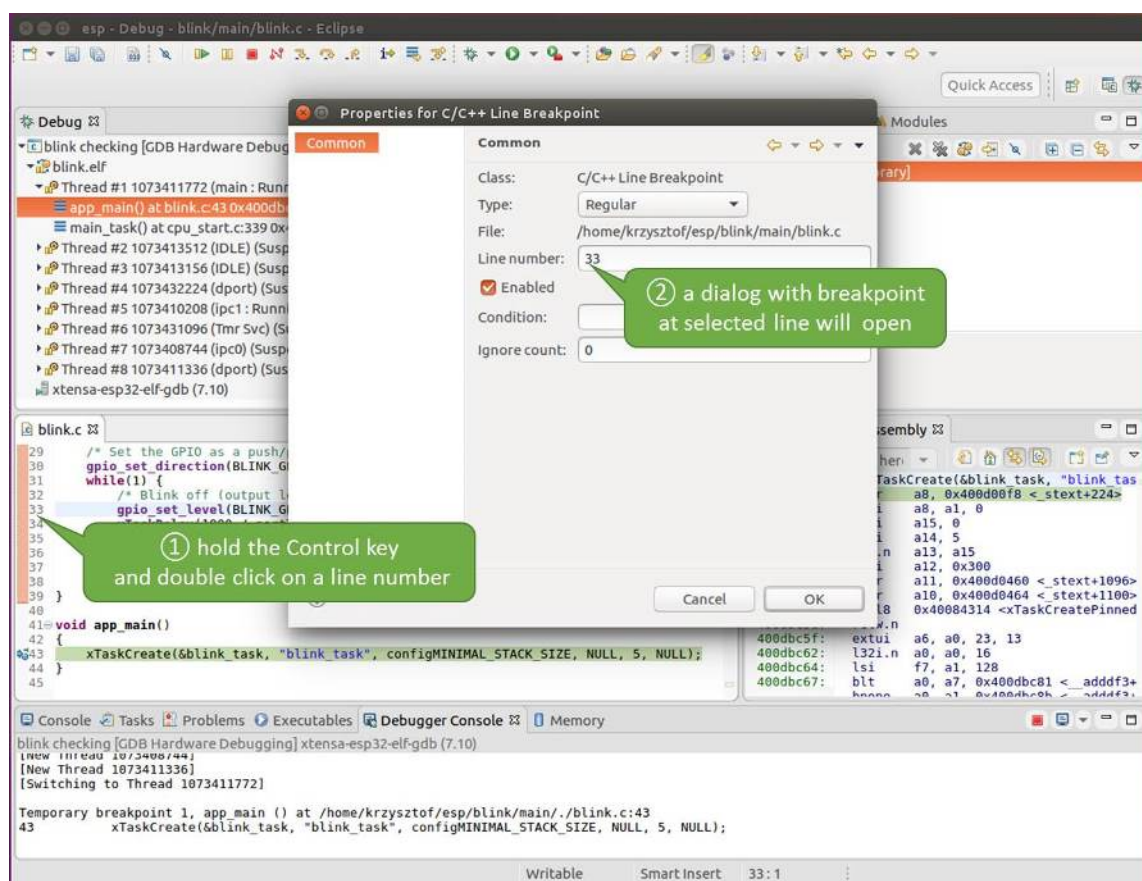 esp - Debug - blink/main/blink.c - Eclipse
Quick Access
Debug
blink checking [GDB Hardware Debug
blink.elf
Thread #1 1073411772 (main : Runn
app_main() at blink.c:43 0x400db
main_task() at cpu_start.c:339 0x4
Thread #2 1073413512 (IDLE) (Susp
Thread #3 1073413156 (IDLE) (Susp
Thread #4 1073432224 (dport) (Sus
Thread #5 1073410208 (ipc1 : Runni
Thread #6 1073431096 (Tmr Svc) (S
Thread #7 1073408744 (ipc0) (Susp
Thread #8 1073411336 (dport) (Sus
xtensa-esp32-elf-gdb (7.10)
Modules
rary]
Properties for C/C++ Line Breakpoint
Common
Common
Class: C/C++ Line Breakpoint
Type: Regular
File: /home/krzysztof/esp/blink/main/blink.c
Line number: 33
Enabled
Condition:
Ignore count: 0
② a dialog with breakpoint
at selected line will open
Cancel OK
blink.c
29 /* Set the GPIO as a push/
30 gpio_set_direction(BLINK_G
31 while(1) {
32 /* Blink off (output l
33 gpio_set_level(BLINK_G
34
35
36
37
38
39 }
40
41 void app_main()
42 {
43 xTaskCreate(&blink_task, "blink_task", configMINIMAL_STACK_SIZE, NULL, 5, NULL);
44 }
45
① hold the Control key
and double click on a line number
ssembly
TaskCreate(&blink_task, "blink_tas
r a8, 0x400d00f8 <_stext+224>
i a8, a1, 0
i a15, 0
i a14, 5
.n a13, a15
i a12, 0x300
r a11, 0x400d0460 <_stext+1096>
r a10, 0x400d0464 <_stext+1100>
l8 0x40084314 <xTaskCreatePinned
400dbc5f: extui a6, a0, 23, 13
400dbc62: l32i.n a0, a0, 16
400dbc64: lsi f7, a1, 128
400dbc67: blt a0, a7, 0x400dbc81 <__adddf3+
Console Tasks Problems Executables Debugger Console Memory
blink checking [GDB Hardware Debugging] xtensa-esp32-elf-gdb (7.10)
[New Thread 1073408744]
[New Thread 1073411336]
[Switching to Thread 1073411772]
Temporary breakpoint 1, app_main () at /home/krzysztof/esp/blink/main/./blink.c:43
43 xTaskCreate(&blink_task, "blink_task", configMINIMAL_STACK_SIZE, NULL, 5, NULL);
Writable Smart Insert 33 : 1